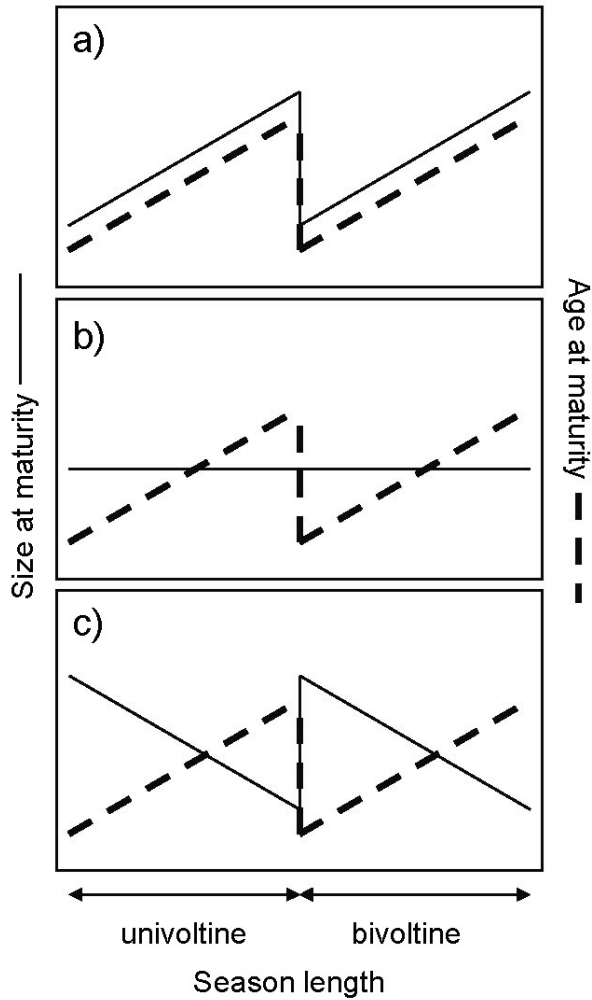 a)
b)
c)
Size at maturity
Age at maturity
univoltine
bivoltine
Season length